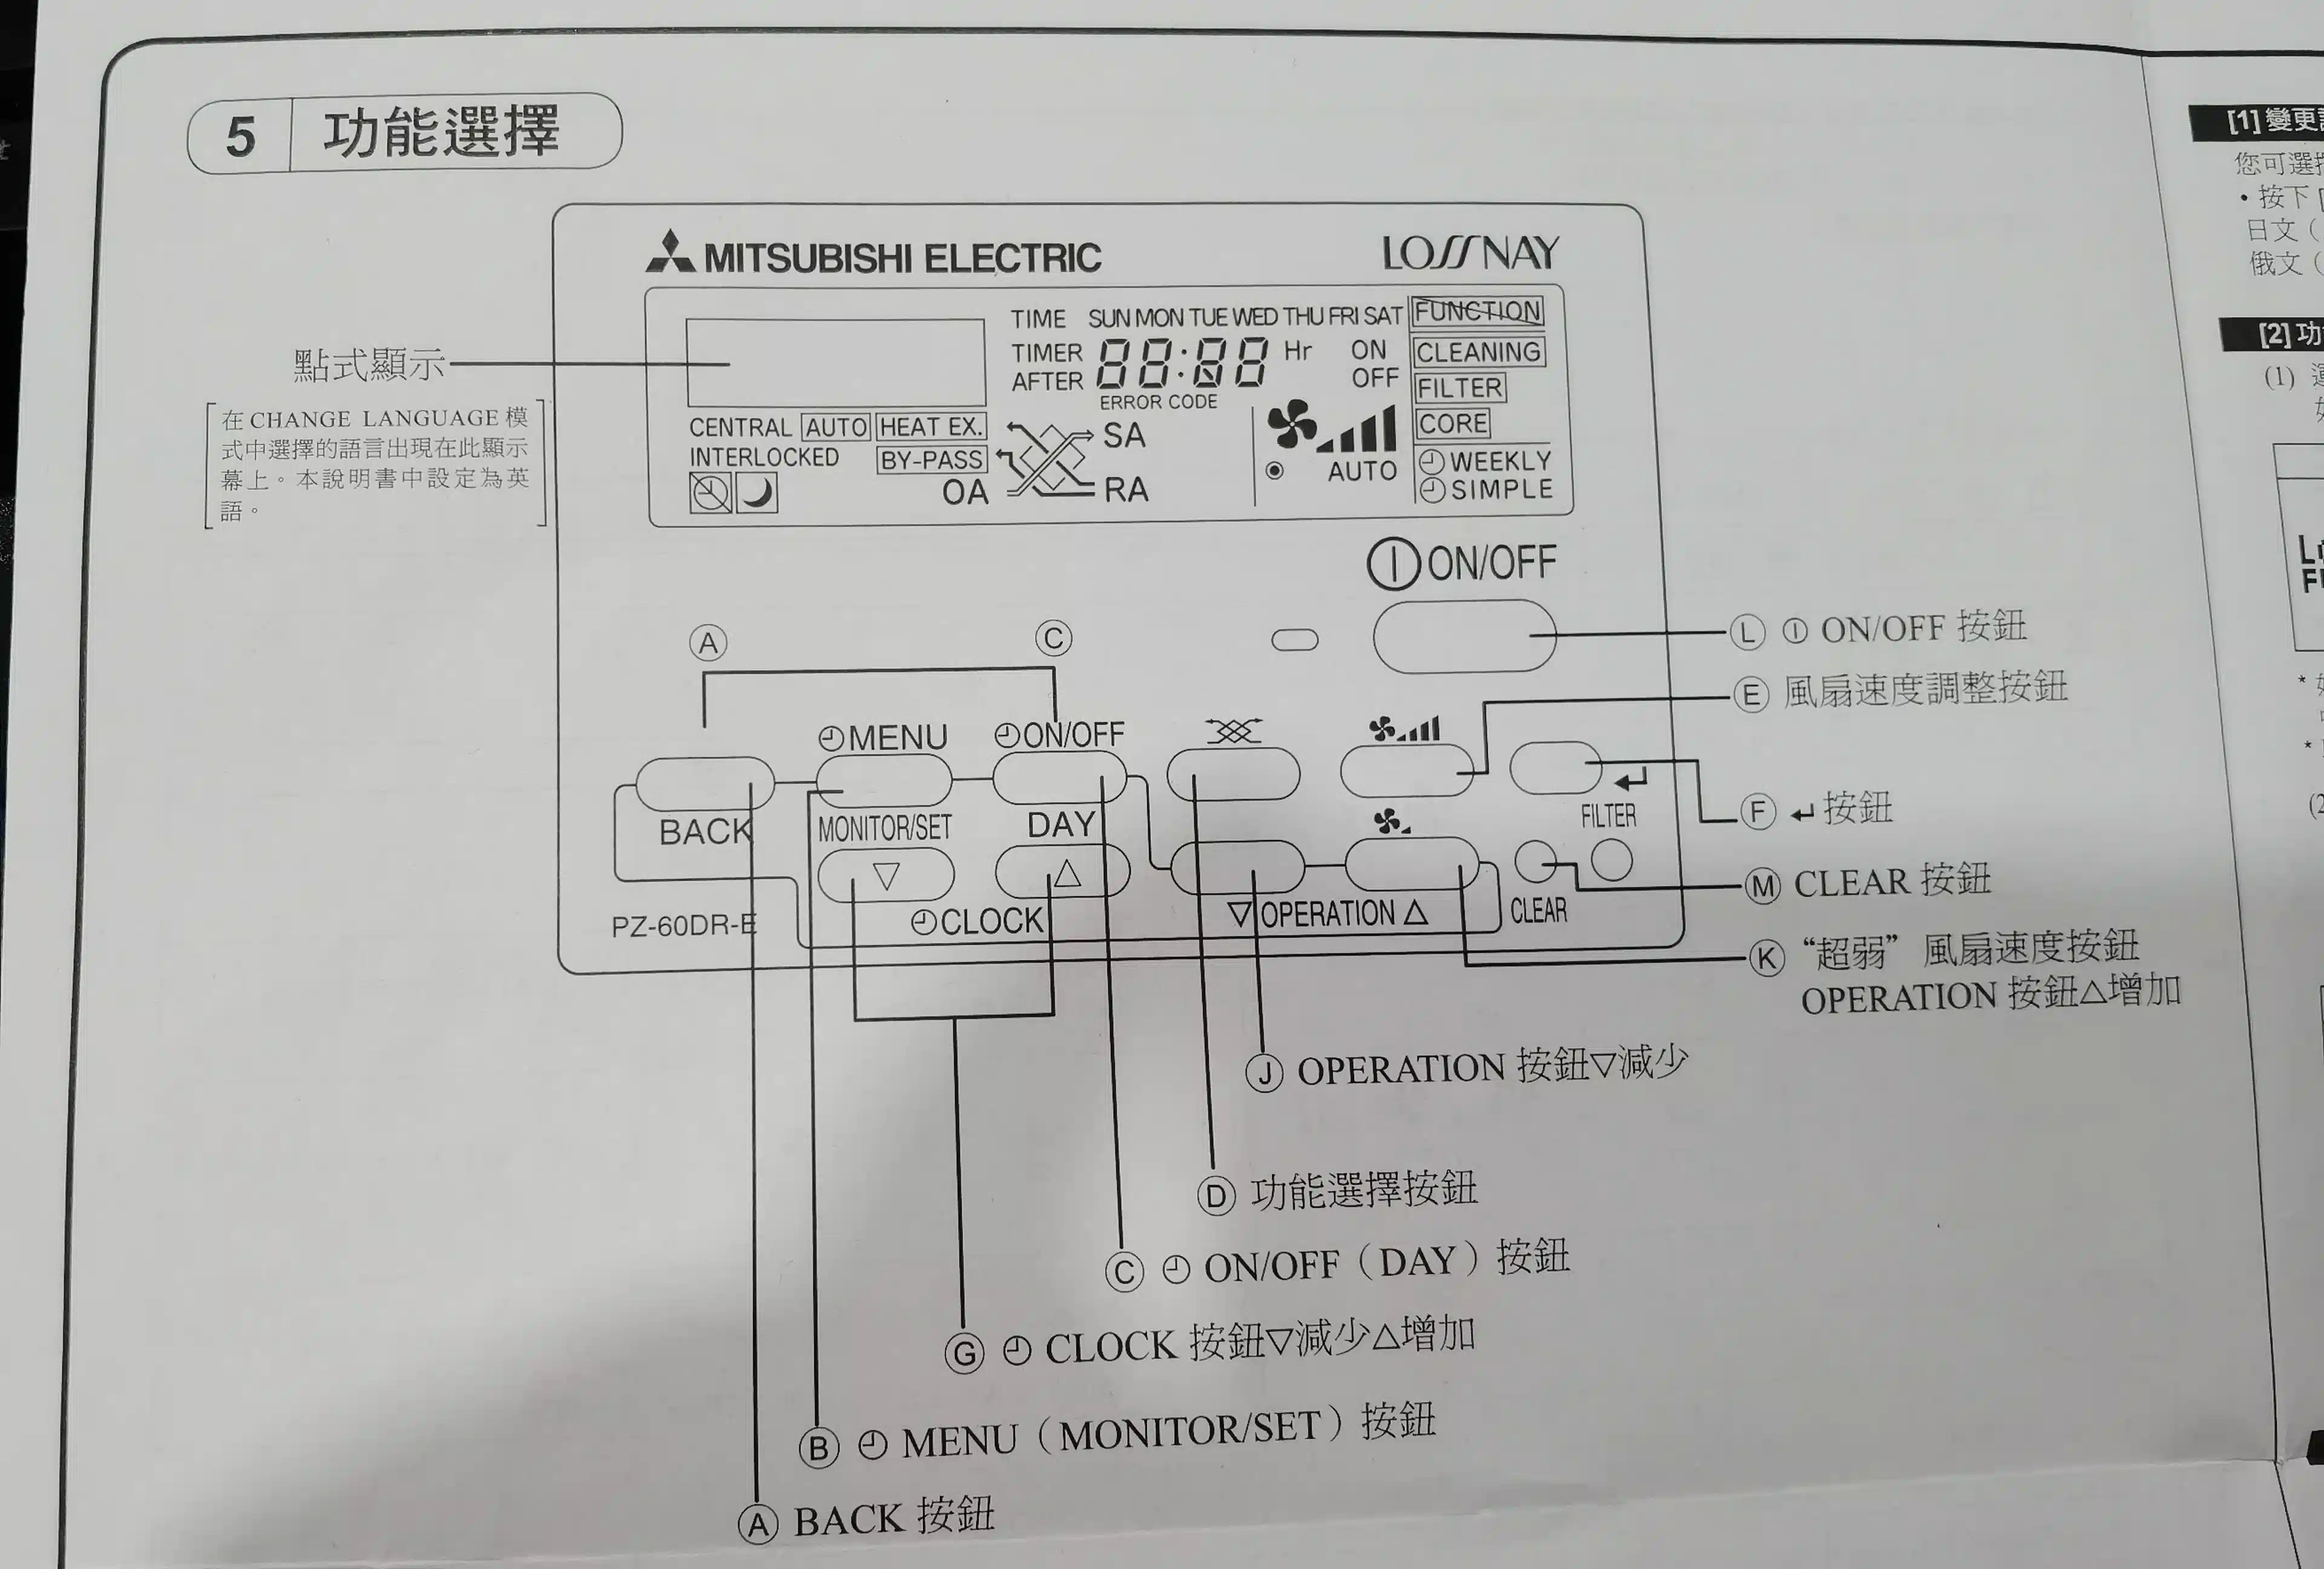 5 功能選擇
MITSUBISHI ELECTRIC
LOSSNAY
點式顯示
在 CHANGE LANGUAGE 模
式中選擇的語言出現在此顯示
幕上。本說明書中設定為英
語。
TIME SUN MON TUE WED THU FRI SAT
TIMER 88:88 Hr ON
AFTER OFF
ERROR CODE
FUNCTION
CLEANING
FILTER
CORE
WEEKLY
SIMPLE
CENTRAL AUTO HEAT EX.
INTERLOCKED BY-PASS
SA
OA RA
AUTO
ON/OFF
A C
MENU ON/OFF
BACK MONITOR/SET DAY
▽ △
FILTER
PZ-60DR-E CLOCK ▽ OPERATION △ CLEAR
Ⓛ ON/OFF 按鈕
Ⓔ 風扇速度調整按鈕
Ⓕ ↵ 按鈕
Ⓜ CLEAR 按鈕
Ⓚ “超弱” 風扇速度按鈕
OPERATION 按鈕△增加
Ⓙ OPERATION 按鈕▽減少
Ⓓ 功能選擇按鈕
Ⓒ ON/OFF（DAY）按鈕
Ⓖ CLOCK 按鈕▽減少△增加
Ⓑ MENU（MONITOR/SET）按鈕
Ⓐ BACK 按鈕
[1] 變更
您可選
• 按下 [
日文（
俄文（
[2] 功
(1)